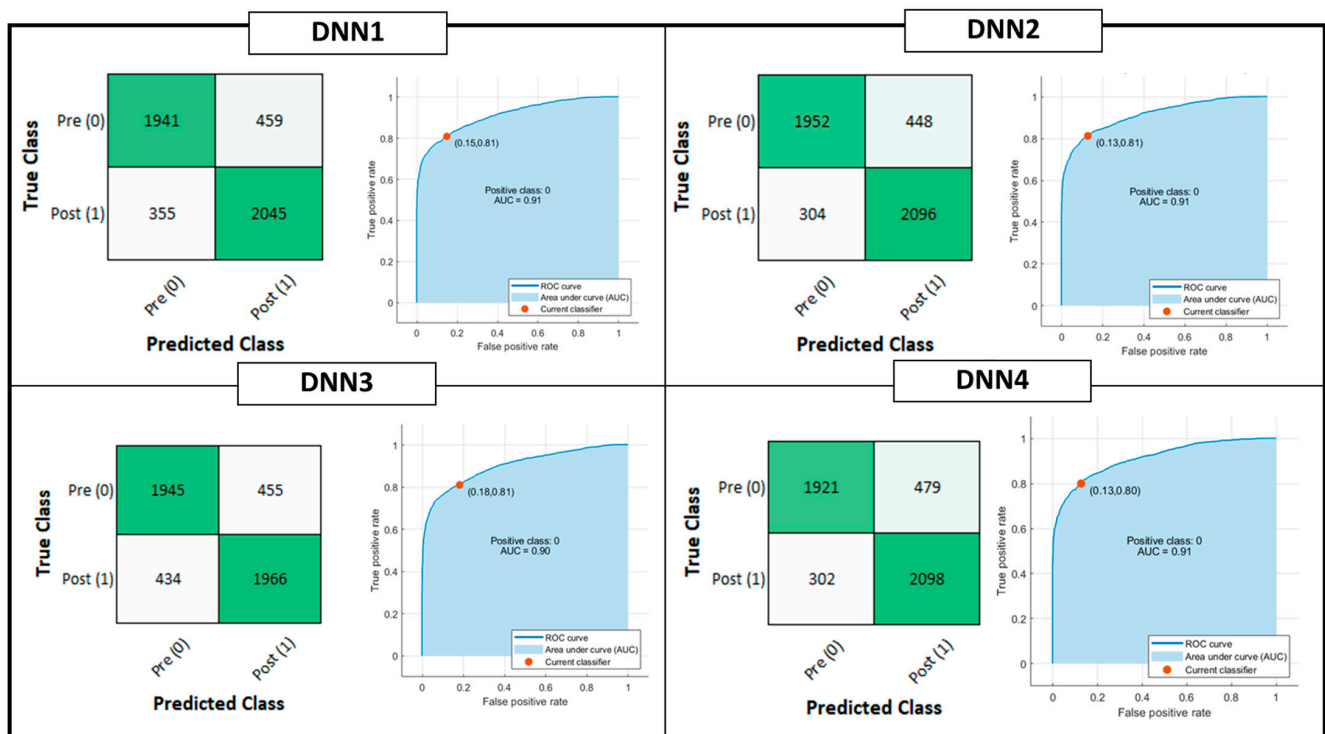 DNN1
True Class
Pre (0)
Post (1)
1941
459
355
2045
Pre (0)
Post (1)
Predicted Class
True positive rate
1
0.8
0.6
0.4
0.2
0
(0.15,0.81)
Positive class: 0
AUC = 0.91
ROC curve
Area under curve (AUC)
Current classifier
0
0.2
0.4
0.6
0.8
1
False positive rate
DNN2
True Class
Pre (0)
Post (1)
1952
448
304
2096
Pre (0)
Post (1)
Predicted Class
True positive rate
1
0.8
0.6
0.4
0.2
0
(0.13,0.81)
Positive class: 0
AUC = 0.91
ROC curve
Area under curve (AUC)
Current classifier
0
0.2
0.4
0.6
0.8
1
False positive rate
DNN3
True Class
Pre (0)
Post (1)
1945
455
434
1966
Pre (0)
Post (1)
Predicted Class
True positive rate
1
0.8
0.6
0.4
0.2
0
(0.18,0.81)
Positive class: 0
AUC = 0.90
ROC curve
Area under curve (AUC)
Current classifier
0
0.2
0.4
0.6
0.8
1
False positive rate
DNN4
True Class
Pre (0)
Post (1)
1921
479
302
2098
Pre (0)
Post (1)
Predicted Class
True positive rate
1
0.8
0.6
0.4
0.2
0
(0.13,0.80)
Positive class: 0
AUC = 0.91
ROC curve
Area under curve (AUC)
Current classifier
0
0.2
0.4
0.6
0.8
1
False positive rate